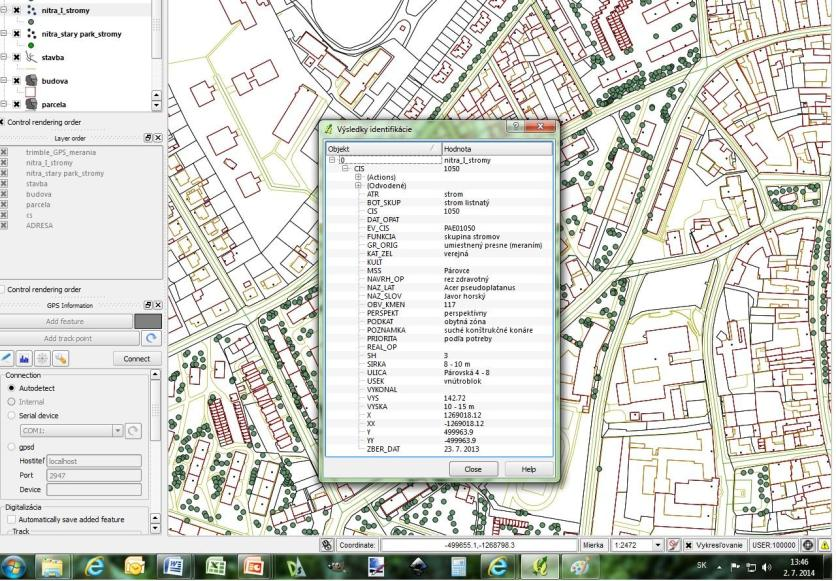 nitra_I_stromy
nitra_stary park_stromy
stavba
budova
parcela
Control rendering order
Layer order
trimble_GPS_merania
nitra_I_stromy
nitra_stary park_stromy
stavba
budova
parcela
cs
ADRESA
Control rendering order
GPS Information
Add feature
Add track point
Connect
Connection
Autodetect
Internal
Serial device
COM1:
gpsd
Hostiteľ localhost
Port 2947
Device
Digitalizácia
Automatically save added feature
Track
Výsledky identifikácie
Objekt Hodnota
0 nitra_I_stromy
CIS 1050
(Actions)
(Odvodené)
ATR strom
BOT_SKUP strom listnatý
CIS 1050
DAT_OPAT
EV_CIS PAE01050
FUNKCIA skupina stromov
GR_ORIG umiestnený presne (meraním)
KAT_ZEL verejná
KULT
MSS Párovce
NAVRH_OP rez zdravotný
NAZ_LAT Acer pseudoplatanus
NAZ_SLOV Javor horský
OBV_KMEN 117
PERSPEKT perspektívny
PODKAT obytná zóna
POZNAMKA suché konštrukčné konáre
PRIORITA podľa potreby
REAL_OP
SH 3
SIRKA 8 - 10 m
ULICA Párovská 4 - 8
USEK vnútroblok
VYKONAL
VYS 142.72
VYSKA 10 - 15 m
X 1269018.12
XX -1269018.12
Y 499963.9
YY -499963.9
ZBER_DAT 23. 7. 2013
Close Help
Coordinate: -499655.1,-1268798.3 Mierka 1:2472 Vykresľovanie USER:100000
SK 13:46
2. 7. 2014